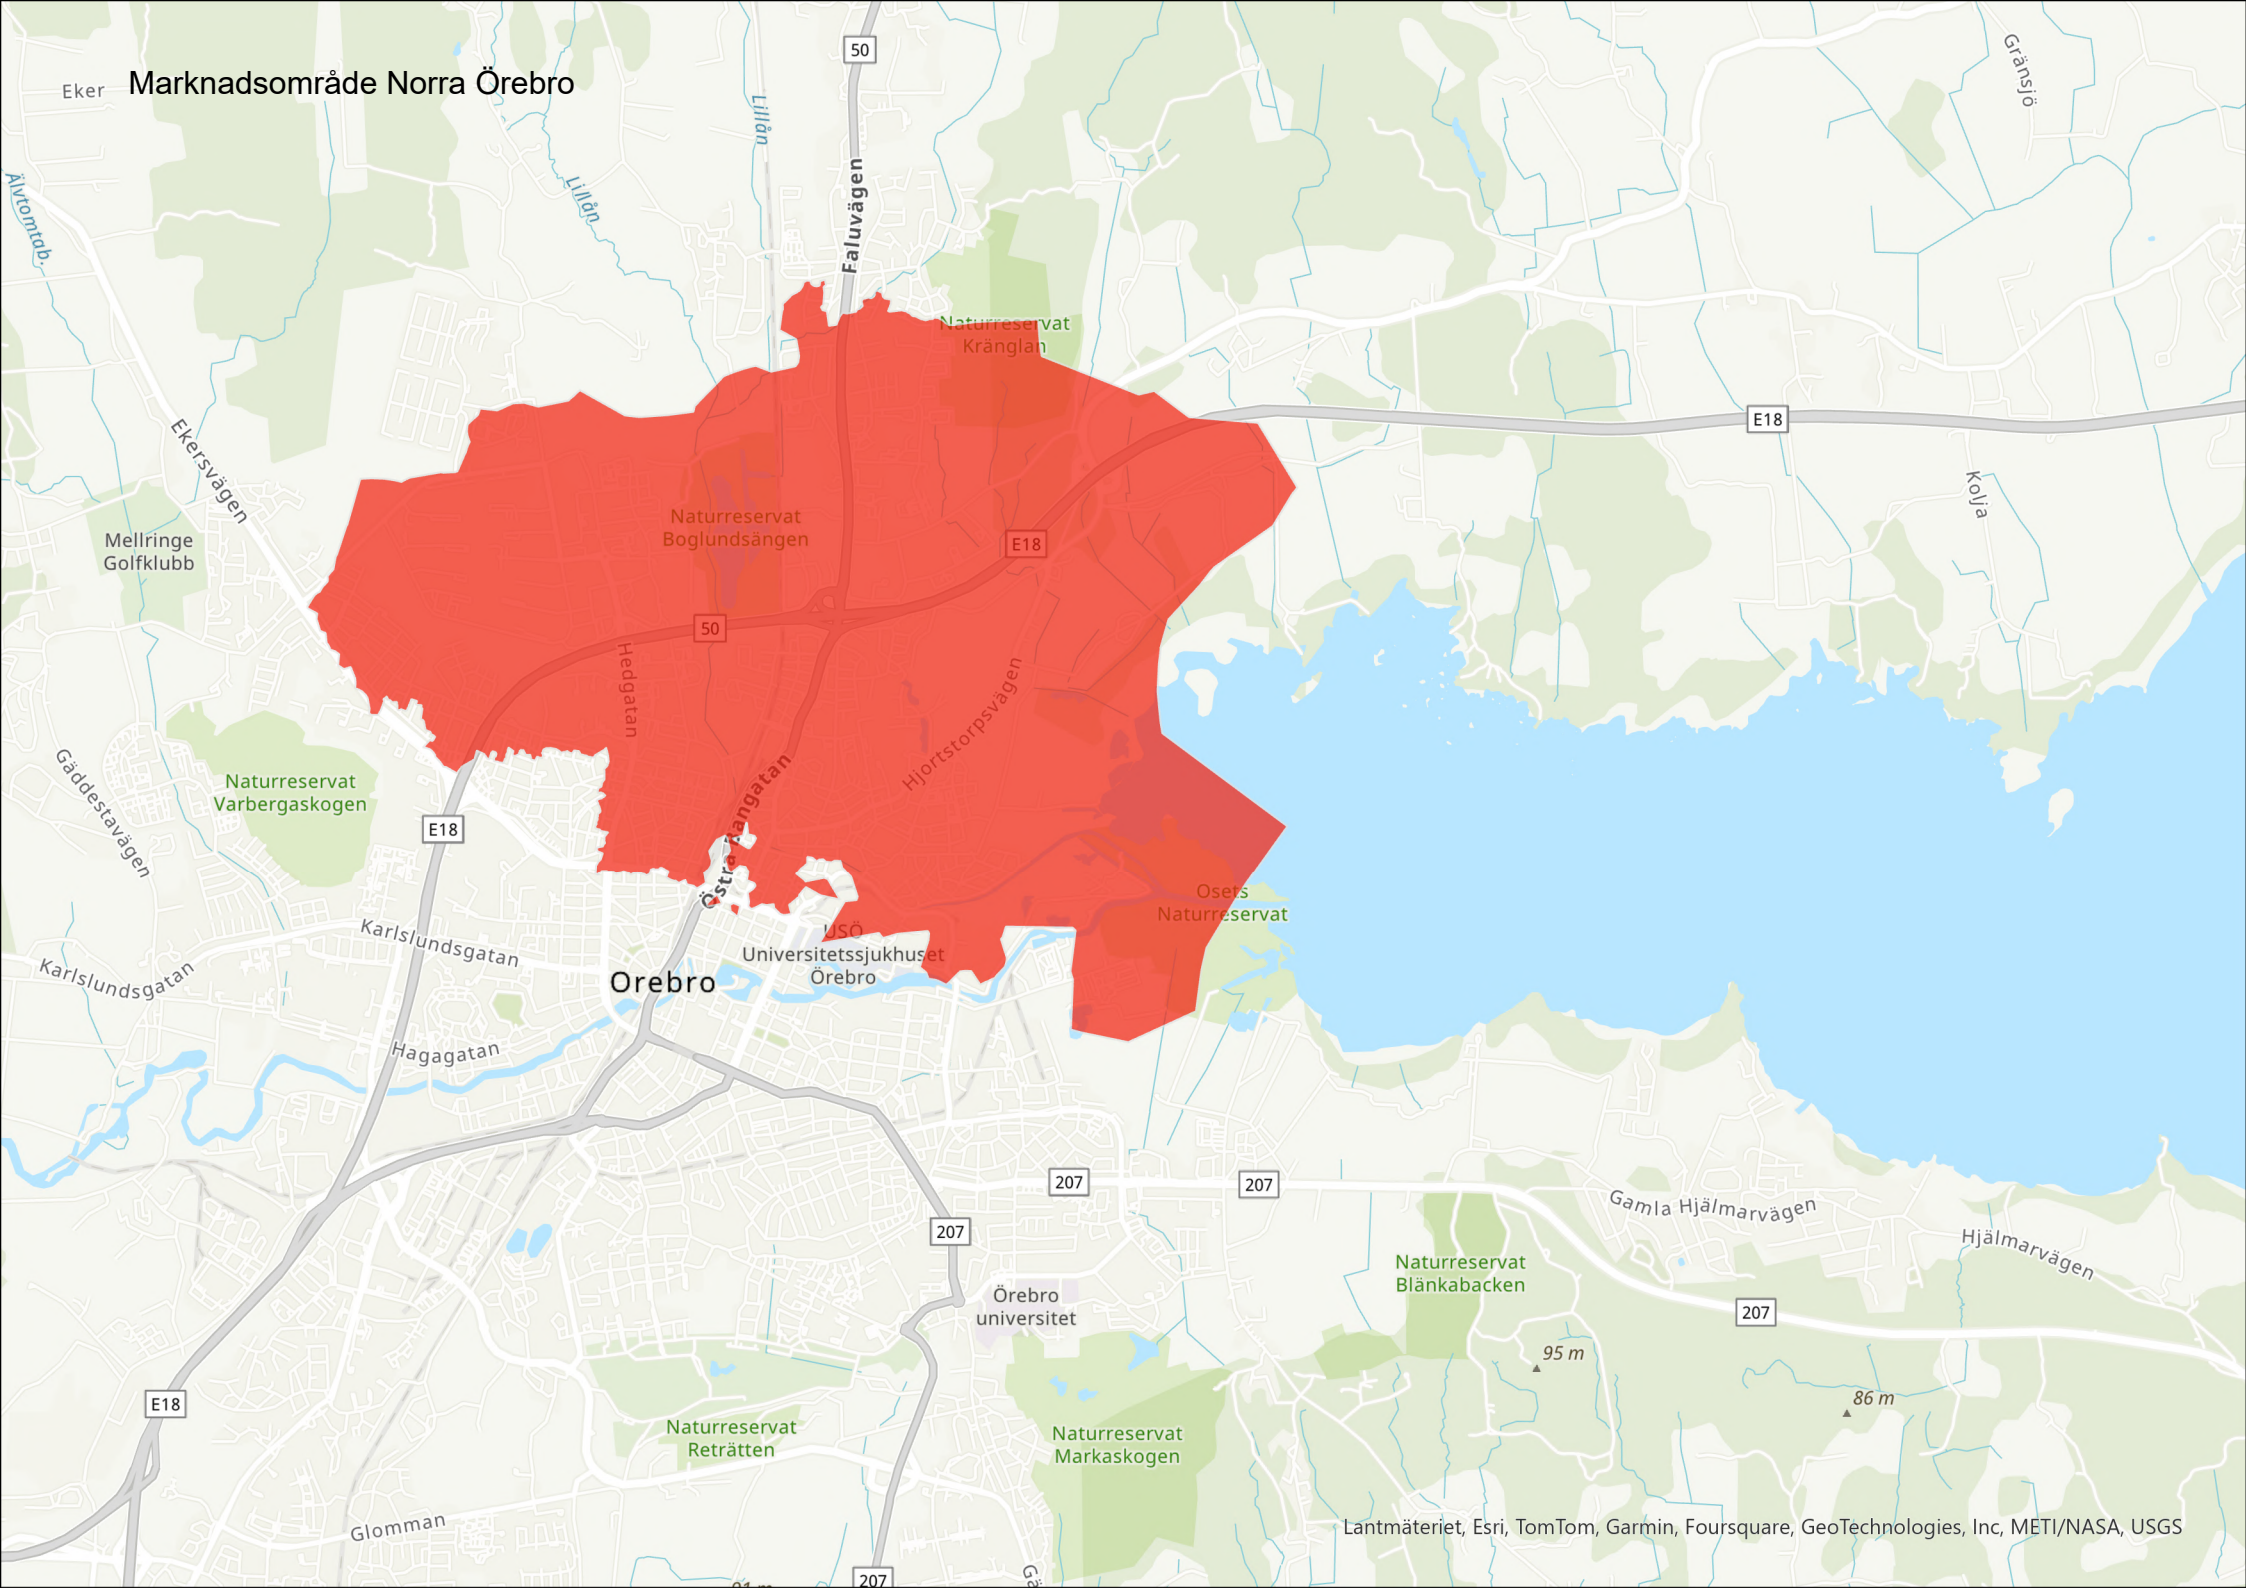 50
Gränsjö
Eker
Marknadsområde Norra Örebro
Lillån
Lillån
Älvtomtab.
Faluvägen
Naturreservat
Kränglan
E18
Ekersvägen
Kolja
Mellringe
Golfklubb
Naturreservat
Boglundsängen
E18
50
Hedgatan
Hjortstorpsvägen
Naturreservat
Varbergaskogen
Gäddestavägen
E18
Östra Bangatan
Osets
Naturreservat
USÖ
Universitetssjukhuset
Örebro
Karlslundsgatan
Karlslundsgatan
Orebro
Hagagatan
207
207
207
Gamla Hjälmarvägen
Hjälmarvägen
Naturreservat
Blänkabacken
Örebro
universitet
207
95 m
86 m
E18
Naturreservat
Reträtten
Naturreservat
Markaskogen
Glomman
Lantmäteriet, Esri, TomTom, Garmin, Foursquare, GeoTechnologies, Inc, METI/NASA, USGS
207